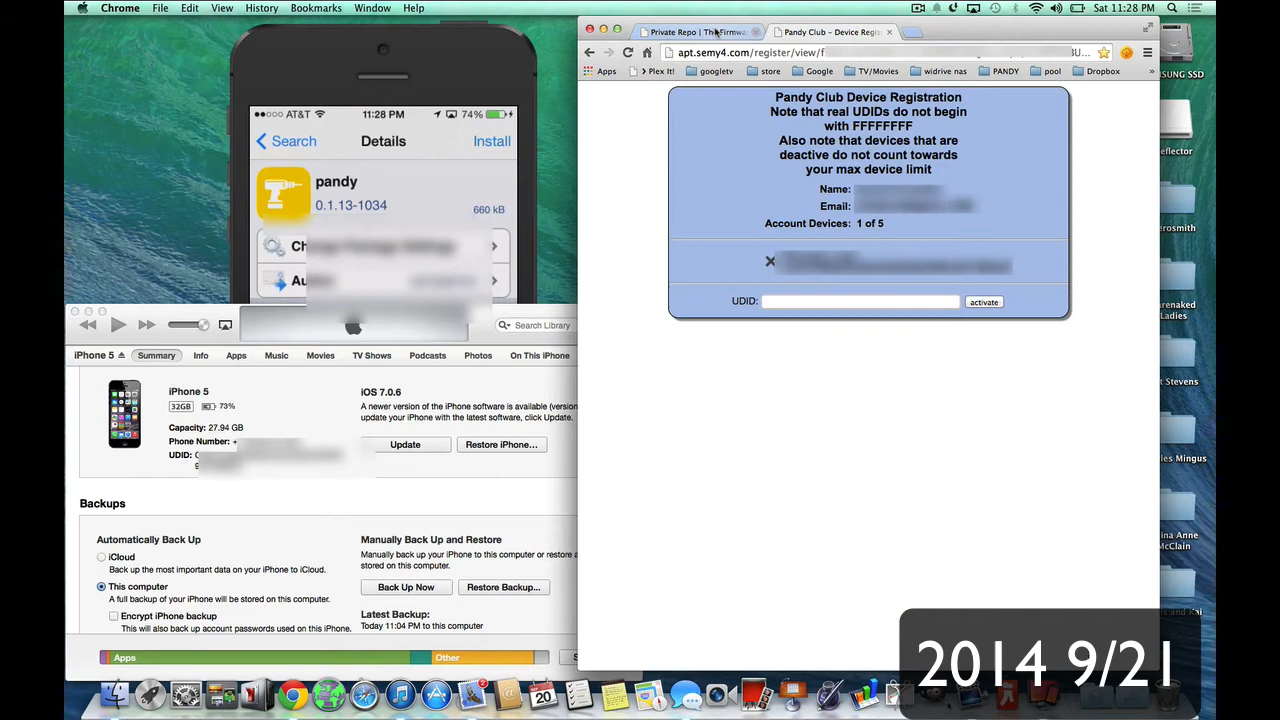 Chrome File Edit View History Bookmarks Window Help
Sat 11:28 PM
Private Repo | TheFirmwa
Pandy Club – Device Regis
apt.semy4.com/register/view/f
U...
Apps Plex It! googletv store Google TV/Movies widrive nas PANDY pool Dropbox »
SUNG SSD
eflector
erosmith
arenaked
Ladies
t Stevens
les Mingus
ina Anne
McClain
AT&T 11:28 PM 74%
Search Details Install
pandy
0.1.13-1034
660 kB
Pandy Club Device Registration
Note that real UDIDs do not begin
with FFFFFFFF
Also note that devices that are
deactive do not count towards
your max device limit
Name:
Email:
Account Devices: 1 of 5
UDID: activate
Search Library
iPhone 5 Summary Info Apps Music Movies TV Shows Podcasts Photos On This iPhone
iPhone 5
32GB 73%
Capacity: 27.94 GB
Phone Number: +
UDID:
iOS 7.0.6
A newer version of the iPhone software is available (version
update your iPhone with the latest software, click Update.
Update Restore iPhone...
Backups
Automatically Back Up
iCloud
Back up the most important data on your iPhone to iCloud.
This computer
A full backup of your iPhone will be stored on this computer.
Encrypt iPhone backup
This will also back up account passwords used on this iPhone.
Manually Back Up and Restore
Manually back up your iPhone to this computer or restore a
stored on this computer.
Back Up Now Restore Backup...
Latest Backup:
Today 11:04 PM to this computer
Apps Other
20
2014 9/21